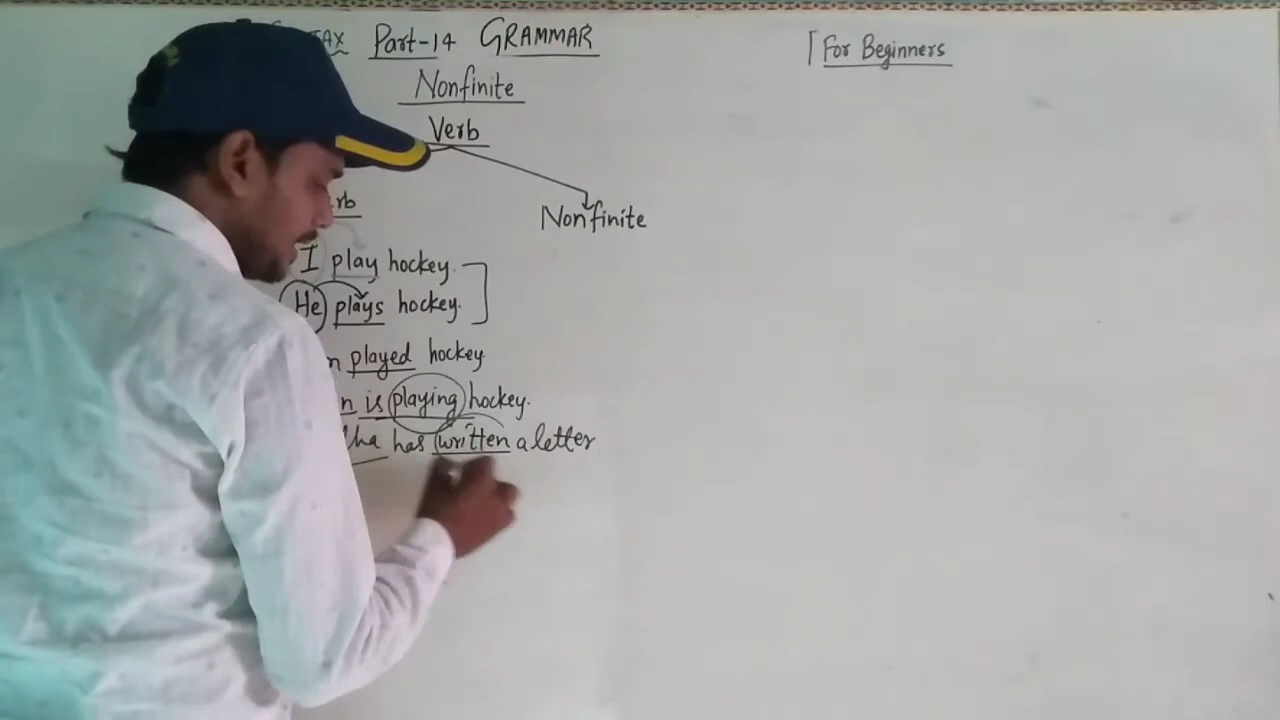 Part-14 GRAMMAR
For Beginners
Nonfinite
Verb
Nonfinite
I play hockey.
He plays hockey.
played hockey.
is playing hockey.
has written a letter